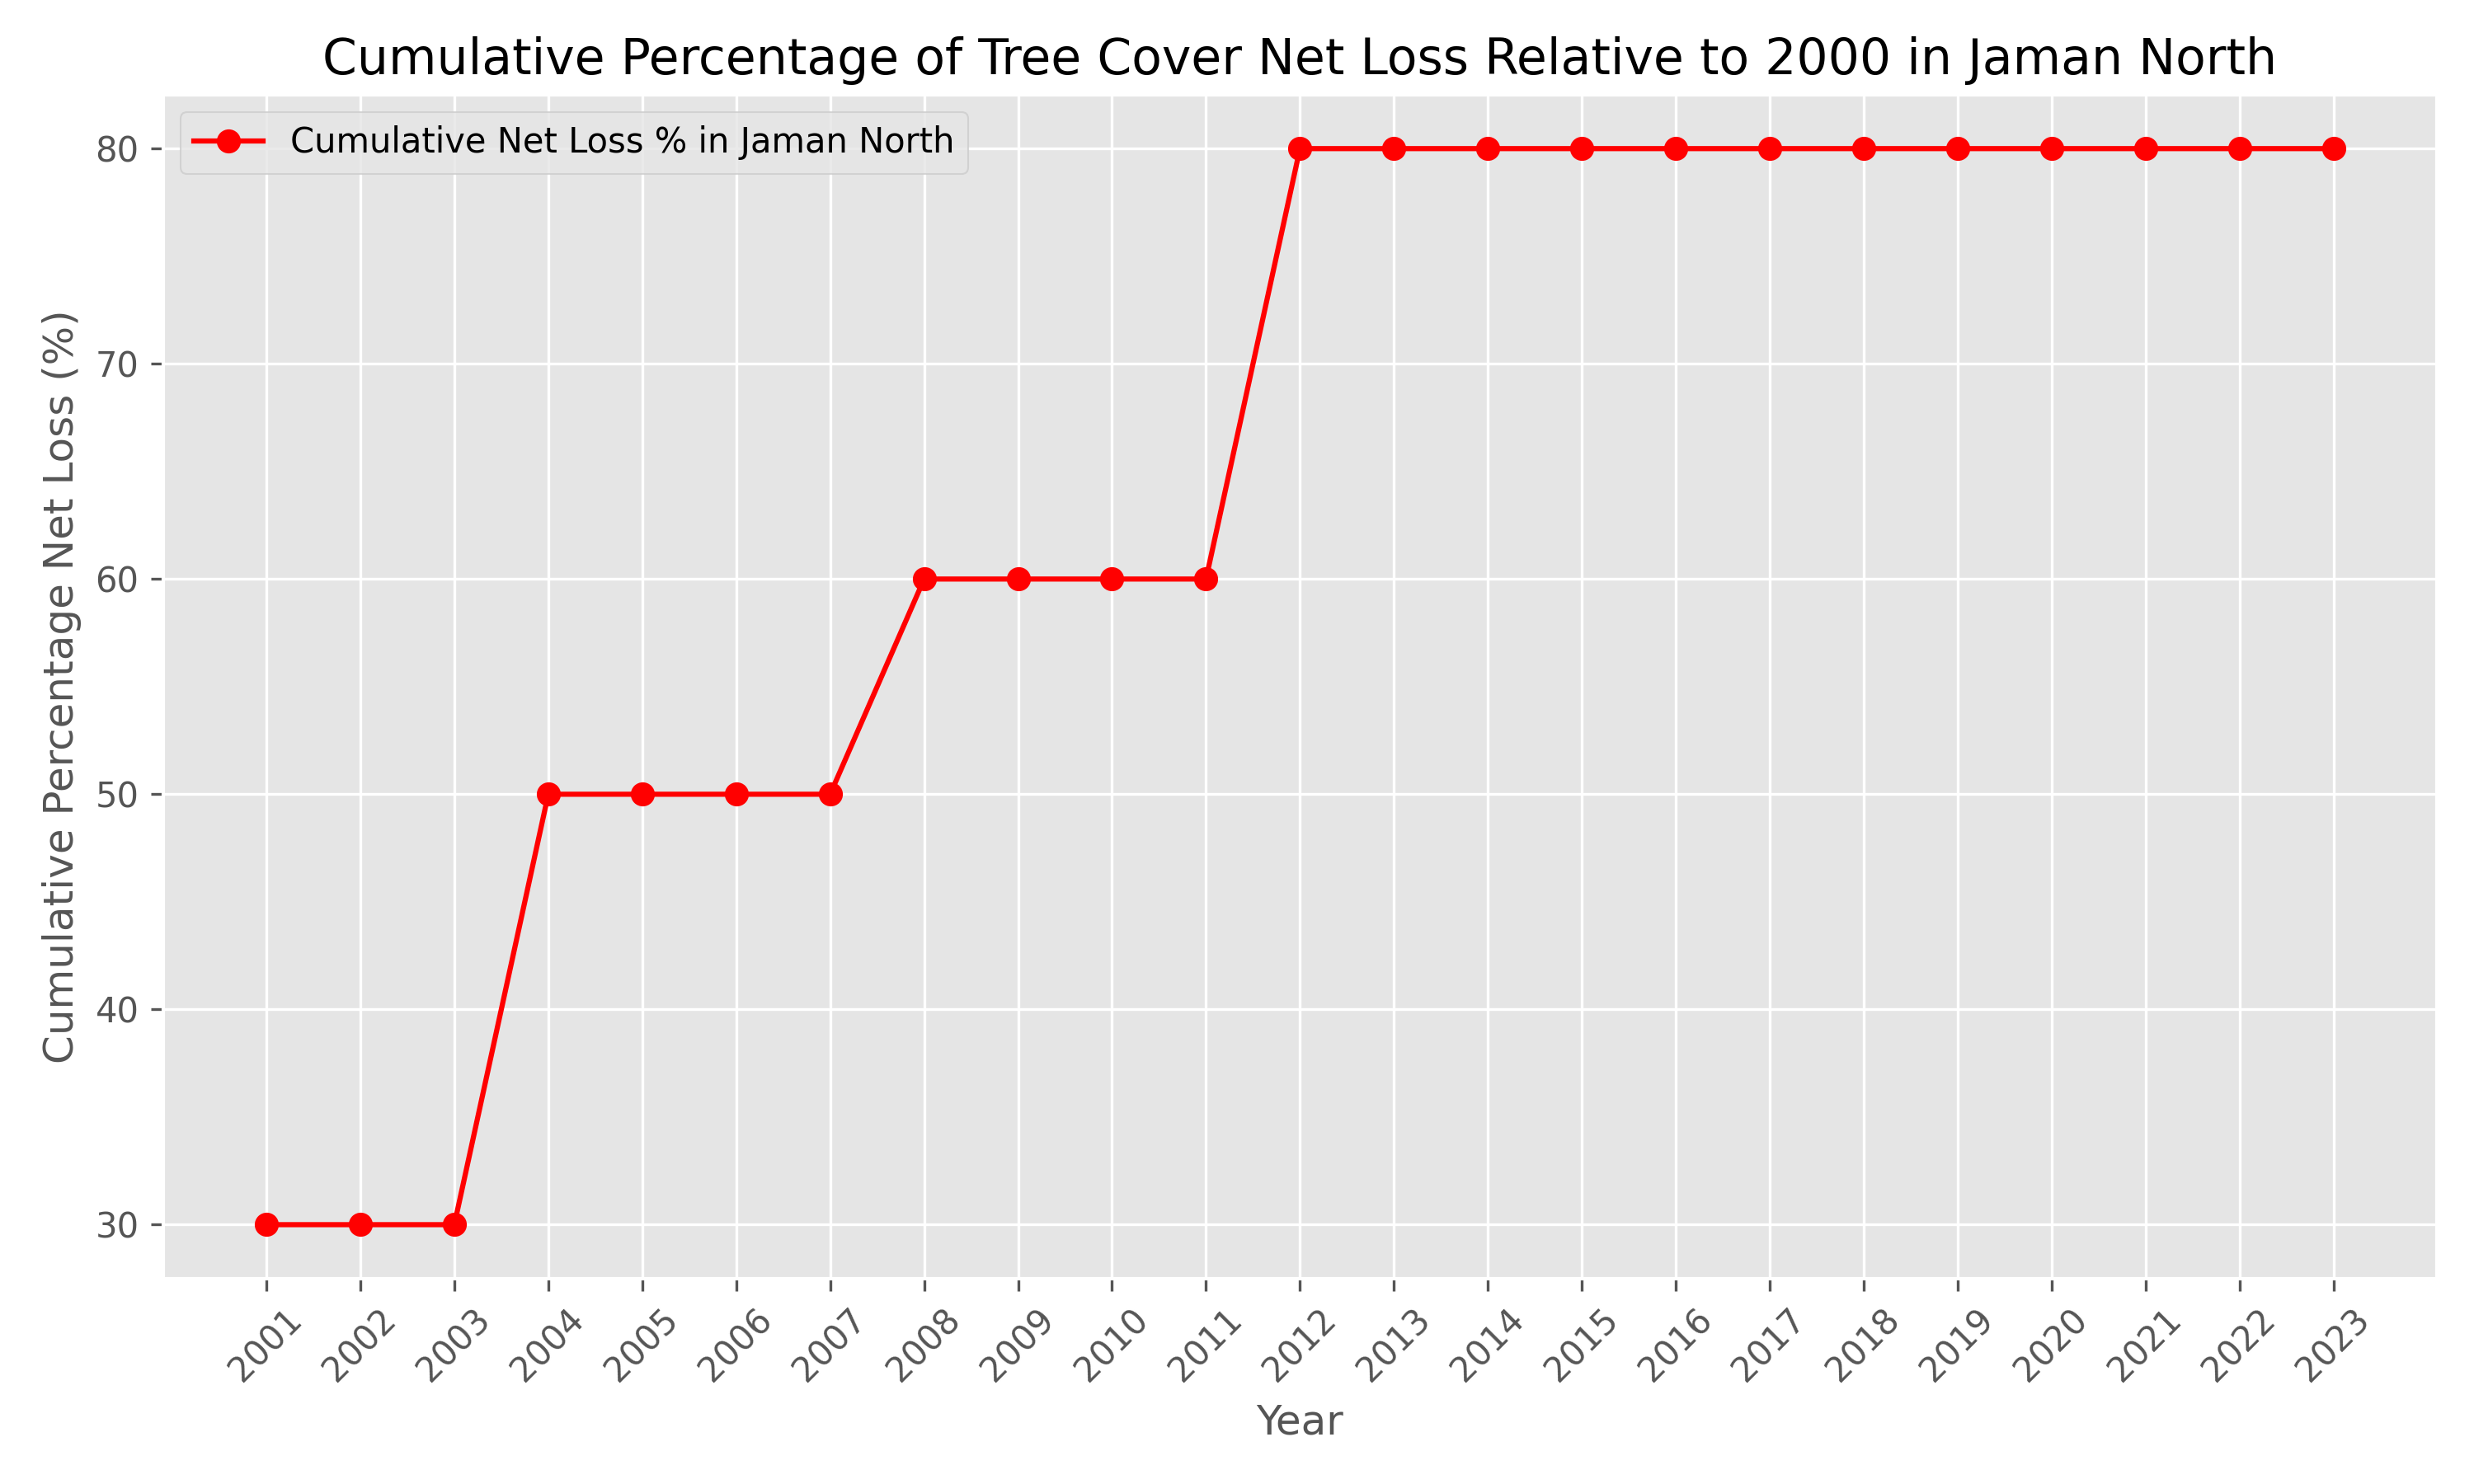 Cumulative Percentage of Tree Cover Net Loss Relative to 2000 in Jaman North
Cumulative Net Loss % in Jaman North
Cumulative Percentage Net Loss (%)
80
70
60
50
40
30
2001 2002 2003 2004 2005 2006 2007 2008 2009 2010 2011 2012 2013 2014 2015 2016 2017 2018 2019 2020 2021 2022 2023
Year